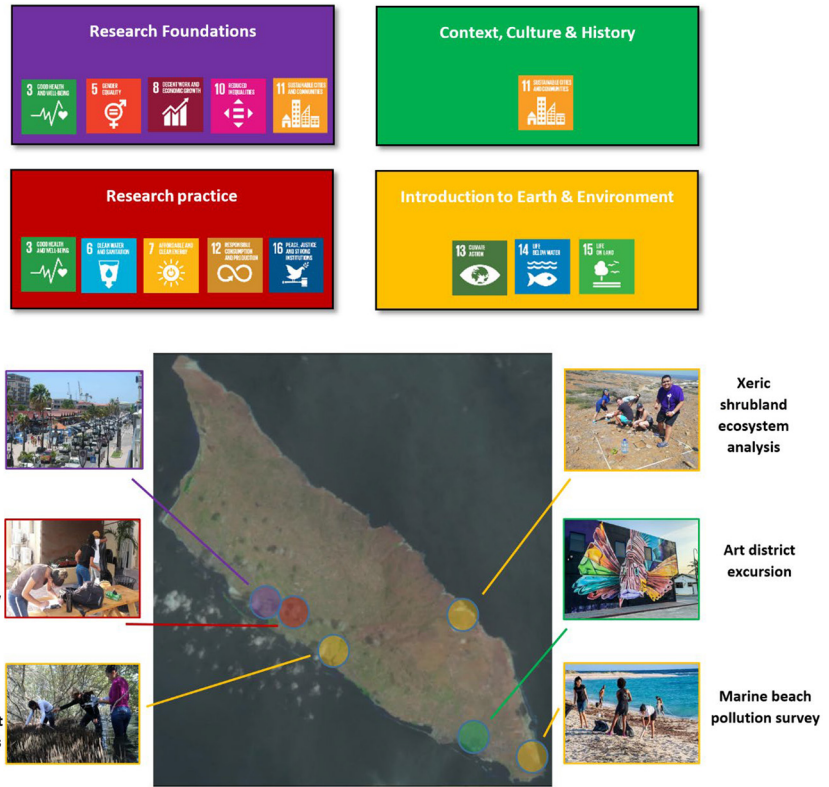 Research Foundations
Context, Culture & History
3 GOOD HEALTH AND WELL-BEING
5 GENDER EQUALITY
8 DECENT WORK AND ECONOMIC GROWTH
10 REDUCED INEQUALITIES
11 SUSTAINABLE CITIES AND COMMUNITIES
11 SUSTAINABLE CITIES AND COMMUNITIES
Research practice
Introduction to Earth & Environment
3 GOOD HEALTH AND WELL-BEING
6 CLEAN WATER AND SANITATION
7 AFFORDABLE AND CLEAN ENERGY
12 RESPONSIBLE CONSUMPTION AND PRODUCTION
16 PEACE, JUSTICE AND STRONG INSTITUTIONS
13 CLIMATE ACTION
14 LIFE BELOW WATER
15 LIFE ON LAND
Xeric
shrubland
ecosystem
analysis
Art district
excursion
Marine beach
pollution survey